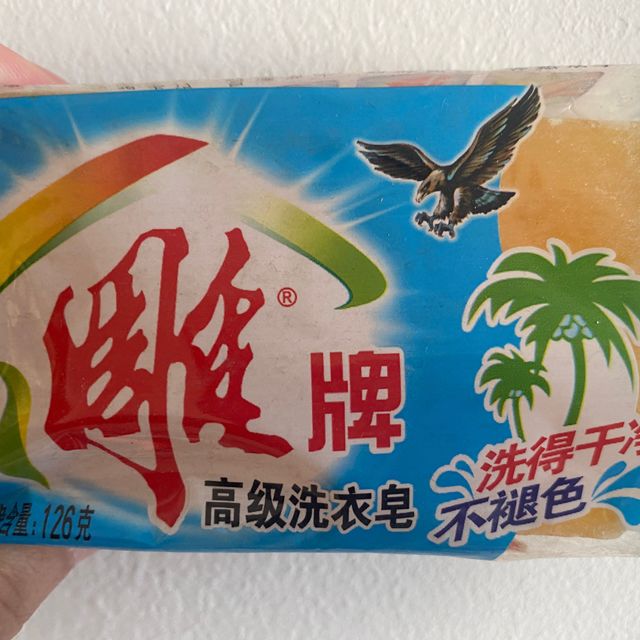 雕®
牌
高级洗衣皂
洗得干净
不褪色
含量:126克